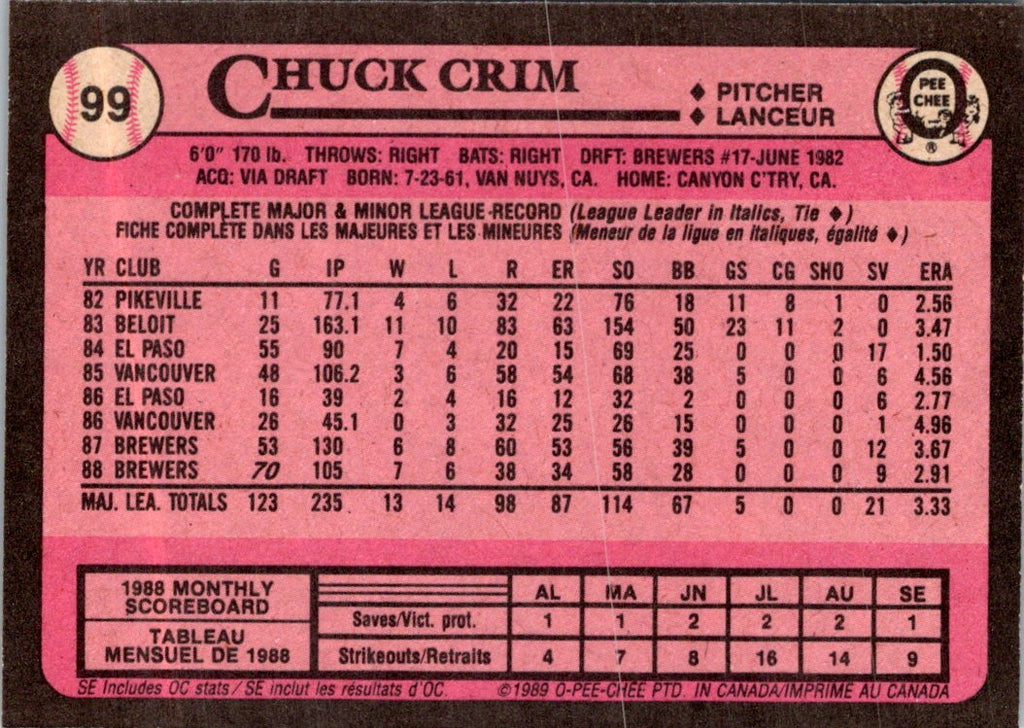 99
CHUCK CRIM
♦ PITCHER
♦ LANCEUR
O PEE CHEE ®
6'0" 170 lb. THROWS: RIGHT BATS: RIGHT DRFT: BREWERS #17-JUNE 1982
ACQ: VIA DRAFT BORN: 7-23-61, VAN NUYS, CA. HOME: CANYON C'TRY, CA.
COMPLETE MAJOR & MINOR LEAGUE RECORD (League Leader in Italics, Tie ♦)
FICHE COMPLÈTE DANS LES MAJEURES ET LES MINEURES (Meneur de la ligue en italiques, égalité ♦)
YR CLUB G IP W L R ER SO BB GS CG SHO SV ERA
82 PIKEVILLE 11 77.1 4 6 32 22 76 18 11 8 1 0 2.56
83 BELOIT 25 163.1 11 10 83 63 154 50 23 11 2 0 3.47
84 EL PASO 55 90 7 4 20 15 69 25 0 0 0 17 1.50
85 VANCOUVER 48 106.2 3 6 58 54 68 38 5 0 0 6 4.56
86 EL PASO 16 39 2 4 16 12 32 2 0 0 0 6 2.77
86 VANCOUVER 26 45.1 0 3 32 25 26 15 0 0 0 1 4.96
87 BREWERS 53 130 6 8 60 53 56 39 5 0 0 12 3.67
88 BREWERS 70 105 7 6 38 34 58 28 0 0 0 9 2.91
MAJ. LEA. TOTALS 123 235 13 14 98 87 114 67 5 0 0 21 3.33
1988 MONTHLY SCOREBOARD
TABLEAU MENSUEL DE 1988
AL MA JN JL AU SE
Saves/Vict. prot. 1 1 2 2 2 1
Strikeouts/Retraits 4 7 8 16 14 9
SE Includes OC stats / SE inclut les résultats d'OC. ©1989 O-PEE-CHEE PTD. IN CANADA/IMPRIMÉ AU CANADA